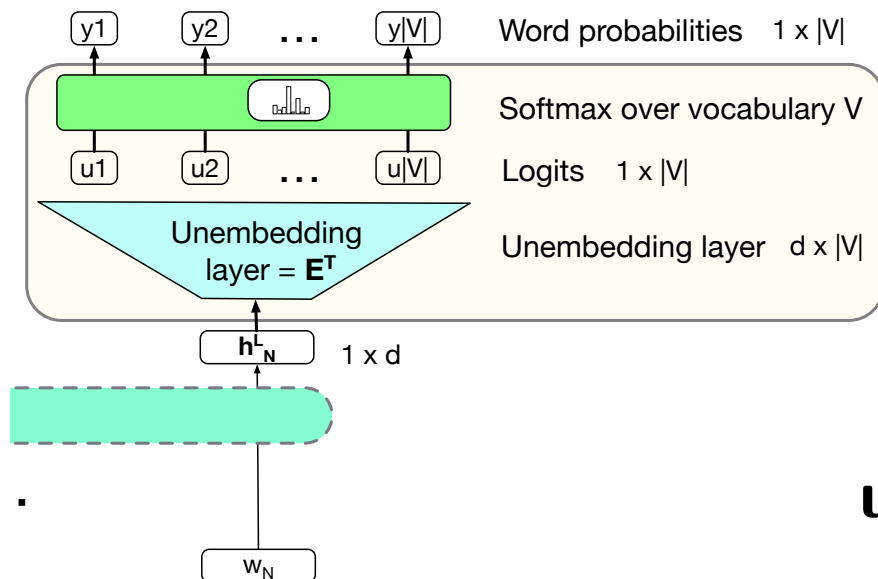 y1 y2 ... y|V| Word probabilities 1 x |V|
Softmax over vocabulary V
u1 u2 ... u|V| Logits 1 x |V|
Unembedding
layer = E^T
Unembedding layer d x |V|
h^L_N
1 x d
.
w_N